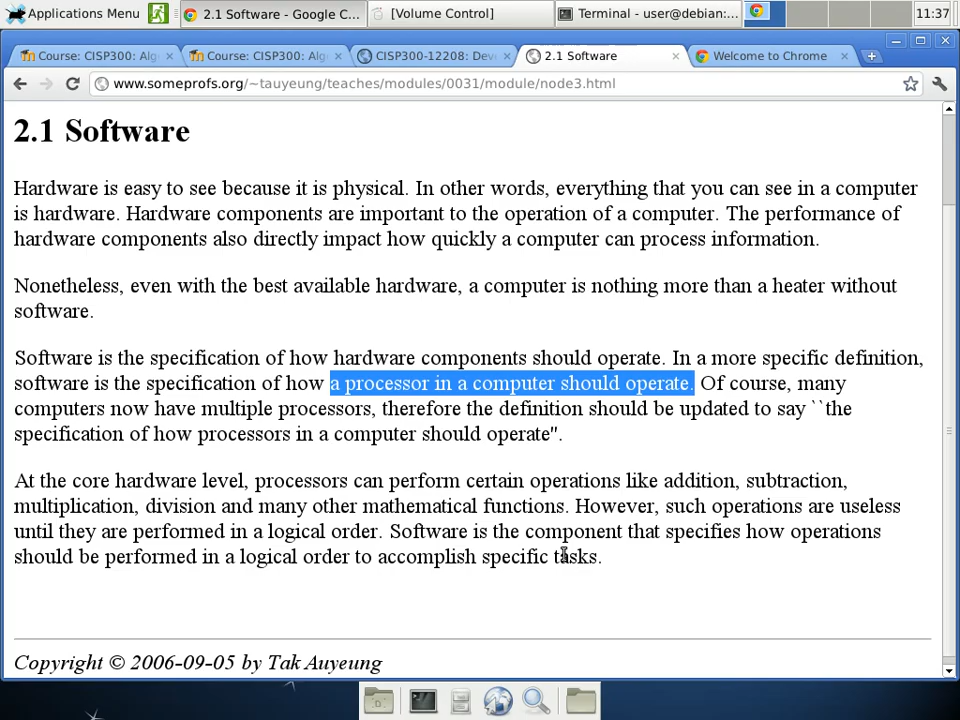 Applications Menu
2.1 Software - Google C...
[Volume Control]
Terminal - user@debian:...
11:37
Course: CISP300: Alg
Course: CISP300: Alg
CISP300-12208: Deve
2.1 Software
Welcome to Chrome
www.someprofs.org/~tauyeung/teaches/modules/0031/module/node3.html
2.1 Software
Hardware is easy to see because it is physical. In other words, everything that you can see in a computer
is hardware. Hardware components are important to the operation of a computer. The performance of
hardware components also directly impact how quickly a computer can process information.
Nonetheless, even with the best available hardware, a computer is nothing more than a heater without
software.
Software is the specification of how hardware components should operate. In a more specific definition,
software is the specification of how a processor in a computer should operate. Of course, many
computers now have multiple processors, therefore the definition should be updated to say ``the
specification of how processors in a computer should operate".
At the core hardware level, processors can perform certain operations like addition, subtraction,
multiplication, division and many other mathematical functions. However, such operations are useless
until they are performed in a logical order. Software is the component that specifies how operations
should be performed in a logical order to accomplish specific tasks.
Copyright © 2006-09-05 by Tak Auyeung